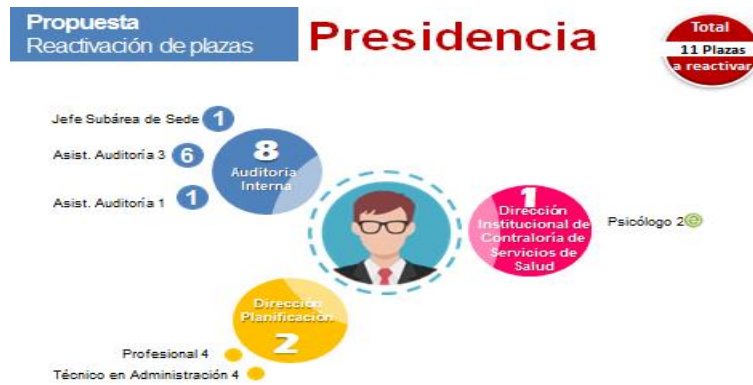 Propuesta
Reactivación de plazas
Presidencia
Total
11 Plazas
a reactivar
Jefe Subárea de Sede 1
Asist. Auditoría 3 6
Asist. Auditoría 1 1
8
Auditoría
Interna
1
Dirección
Institucional de
Contraloría de
Servicios de
Salud
Psicólogo 2
Dirección
Planificación
2
Profesional 4
Técnico en Administración 4